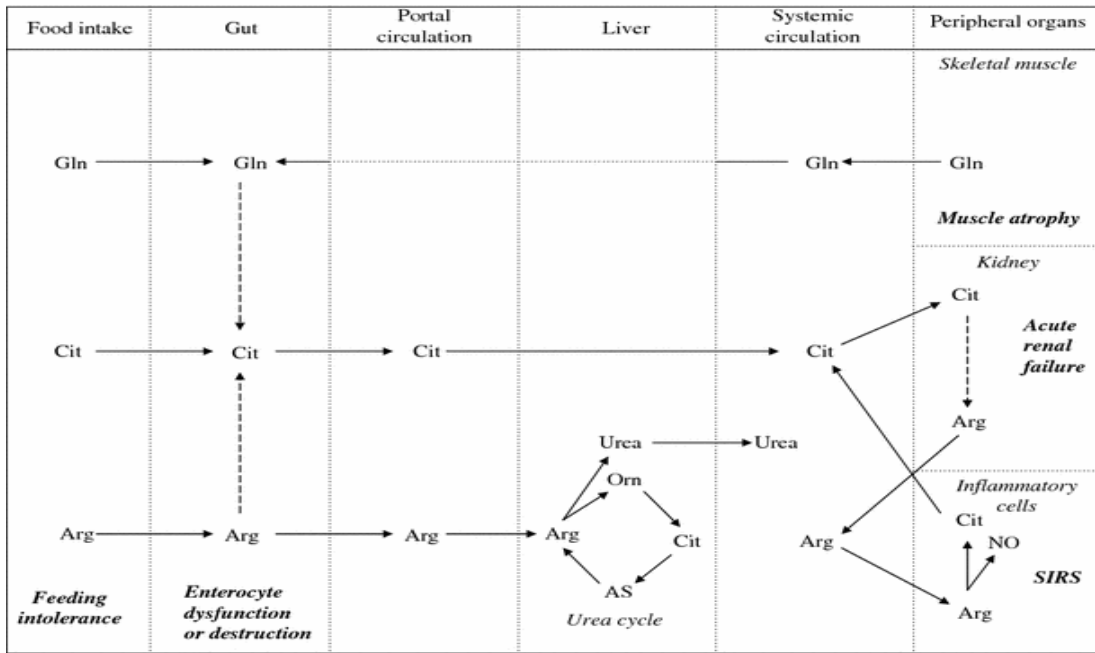 Food intake
Gut
Portal
circulation
Liver
Systemic
circulation
Peripheral organs
Skeletal muscle
Gln
Gln
Gln
Gln
Muscle atrophy
Kidney
Cit
Acute
renal
failure
Cit
Cit
Cit
Cit
Arg
Urea
Urea
Orn
Inflammatory
cells
Cit
NO
Arg
Arg
Arg
Arg
Cit
Arg
SIRS
AS
Arg
Feeding
intolerance
Enterocyte
dysfunction
or destruction
Urea cycle